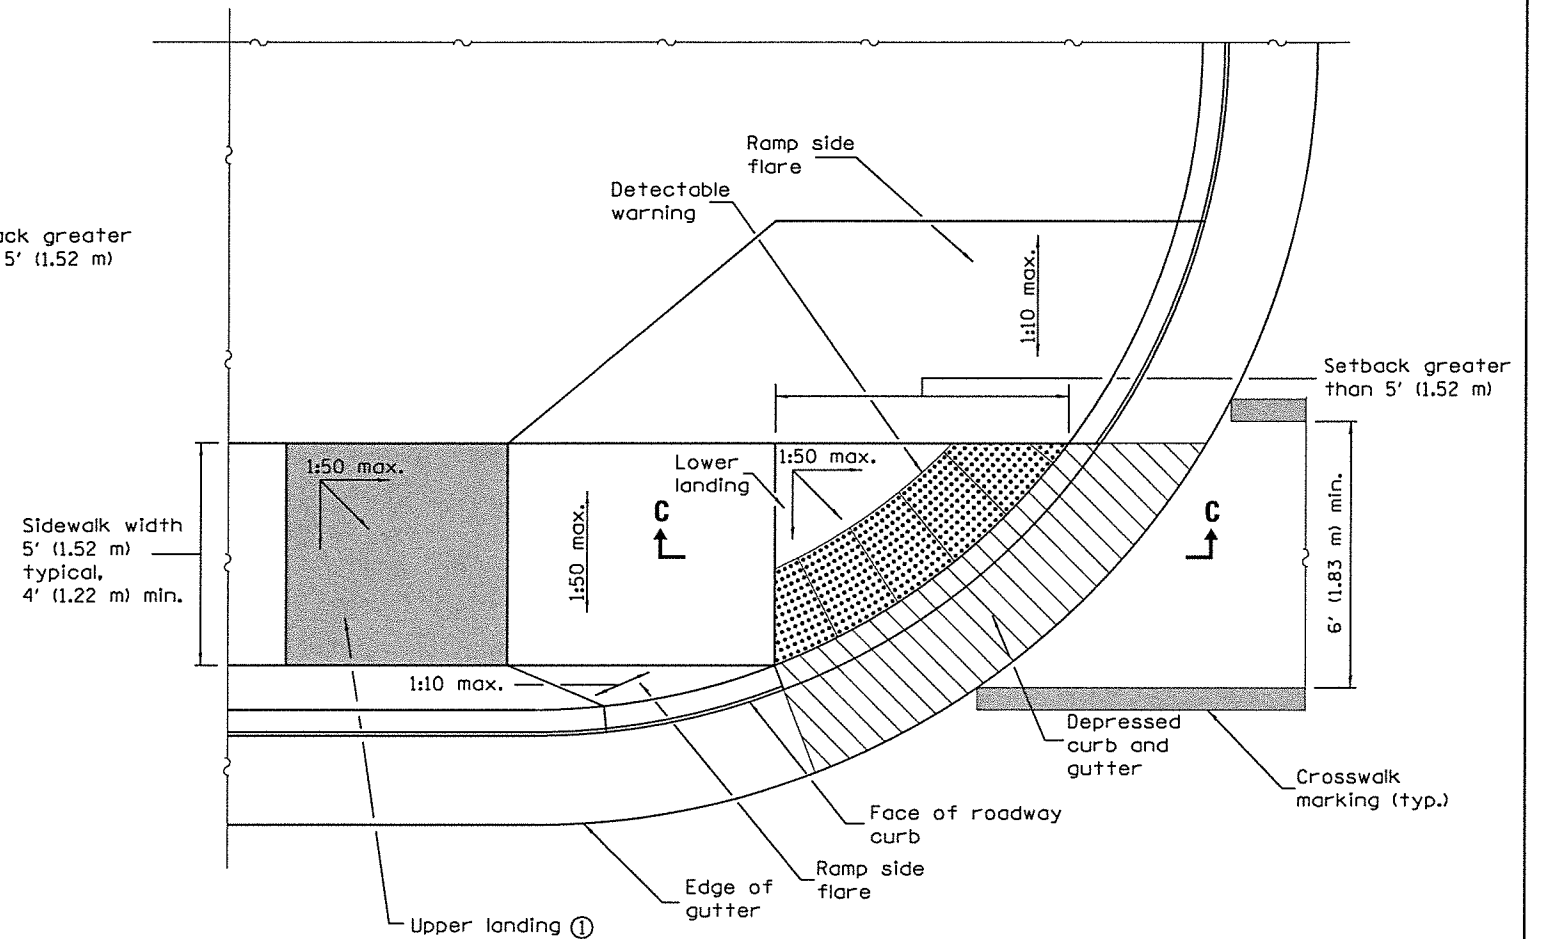 Ramp side
flare
Detectable
warning
ack greater
5' (1.52 m)
1:10 max.
Setback greater
than 5' (1.52 m)
1:50 max.
Lower
landing
1:50 max.
Sidewalk width
5' (1.52 m)
typical,
4' (1.22 m) min.
1:50 max.
C
C
6' (1.83 m) min.
1:10 max.
Depressed
curb and
gutter
Crosswalk
marking (typ.)
Face of roadway
curb
Ramp side
flare
Edge of
gutter
Upper landing ①